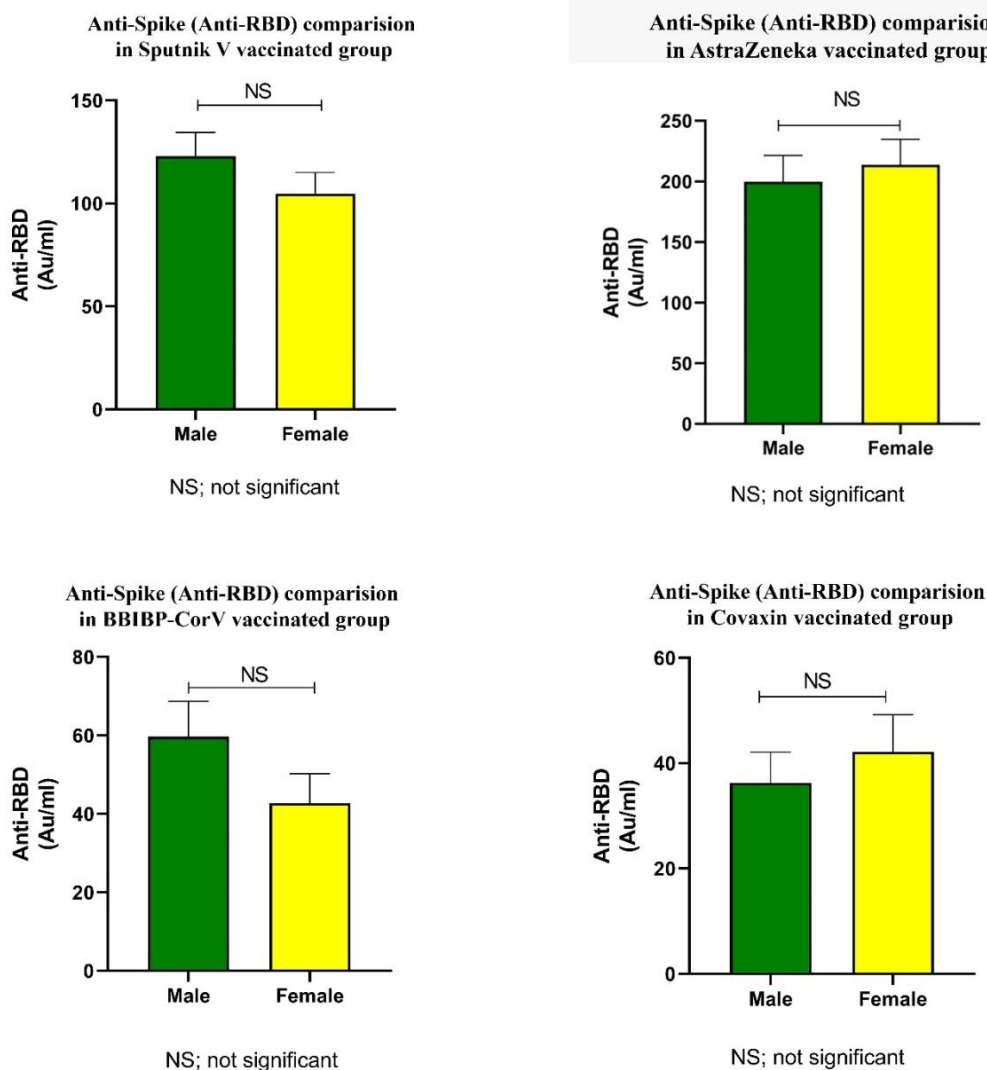 Anti-Spike (Anti-RBD) comparision
in Sputnik V vaccinated group
NS
150
100
50
0
Anti-RBD
(Au/ml)
Male
Female
NS; not significant
Anti-Spike (Anti-RBD) comparisio
in AstraZeneka vaccinated group
NS
250
200
150
100
50
0
Anti-RBD
(Au/ml)
Male
Female
NS; not significant
Anti-Spike (Anti-RBD) comparision
in BBIBP-CorV vaccinated group
NS
80
60
40
20
0
Anti-RBD
(Au/ml)
Male
Female
NS; not significant
Anti-Spike (Anti-RBD) comparision
in Covaxin vaccinated group
NS
60
40
20
0
Anti-RBD
(Au/ml)
Male
Female
NS; not significant